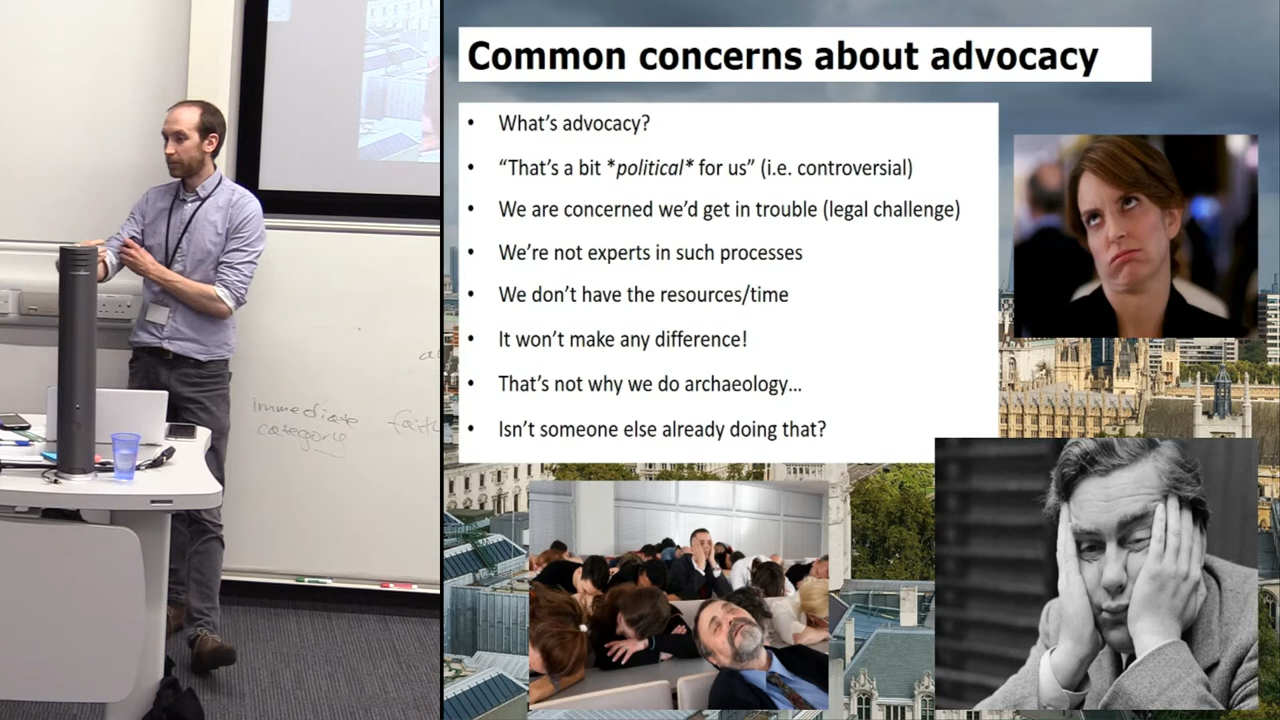 Common concerns about advocacy
• What's advocacy?
• “That's a bit *political* for us” (i.e. controversial)
• We are concerned we'd get in trouble (legal challenge)
• We're not experts in such processes
• We don't have the resources/time
• It won't make any difference!
• That's not why we do archaeology...
• Isn't someone else already doing that?
immediate
category